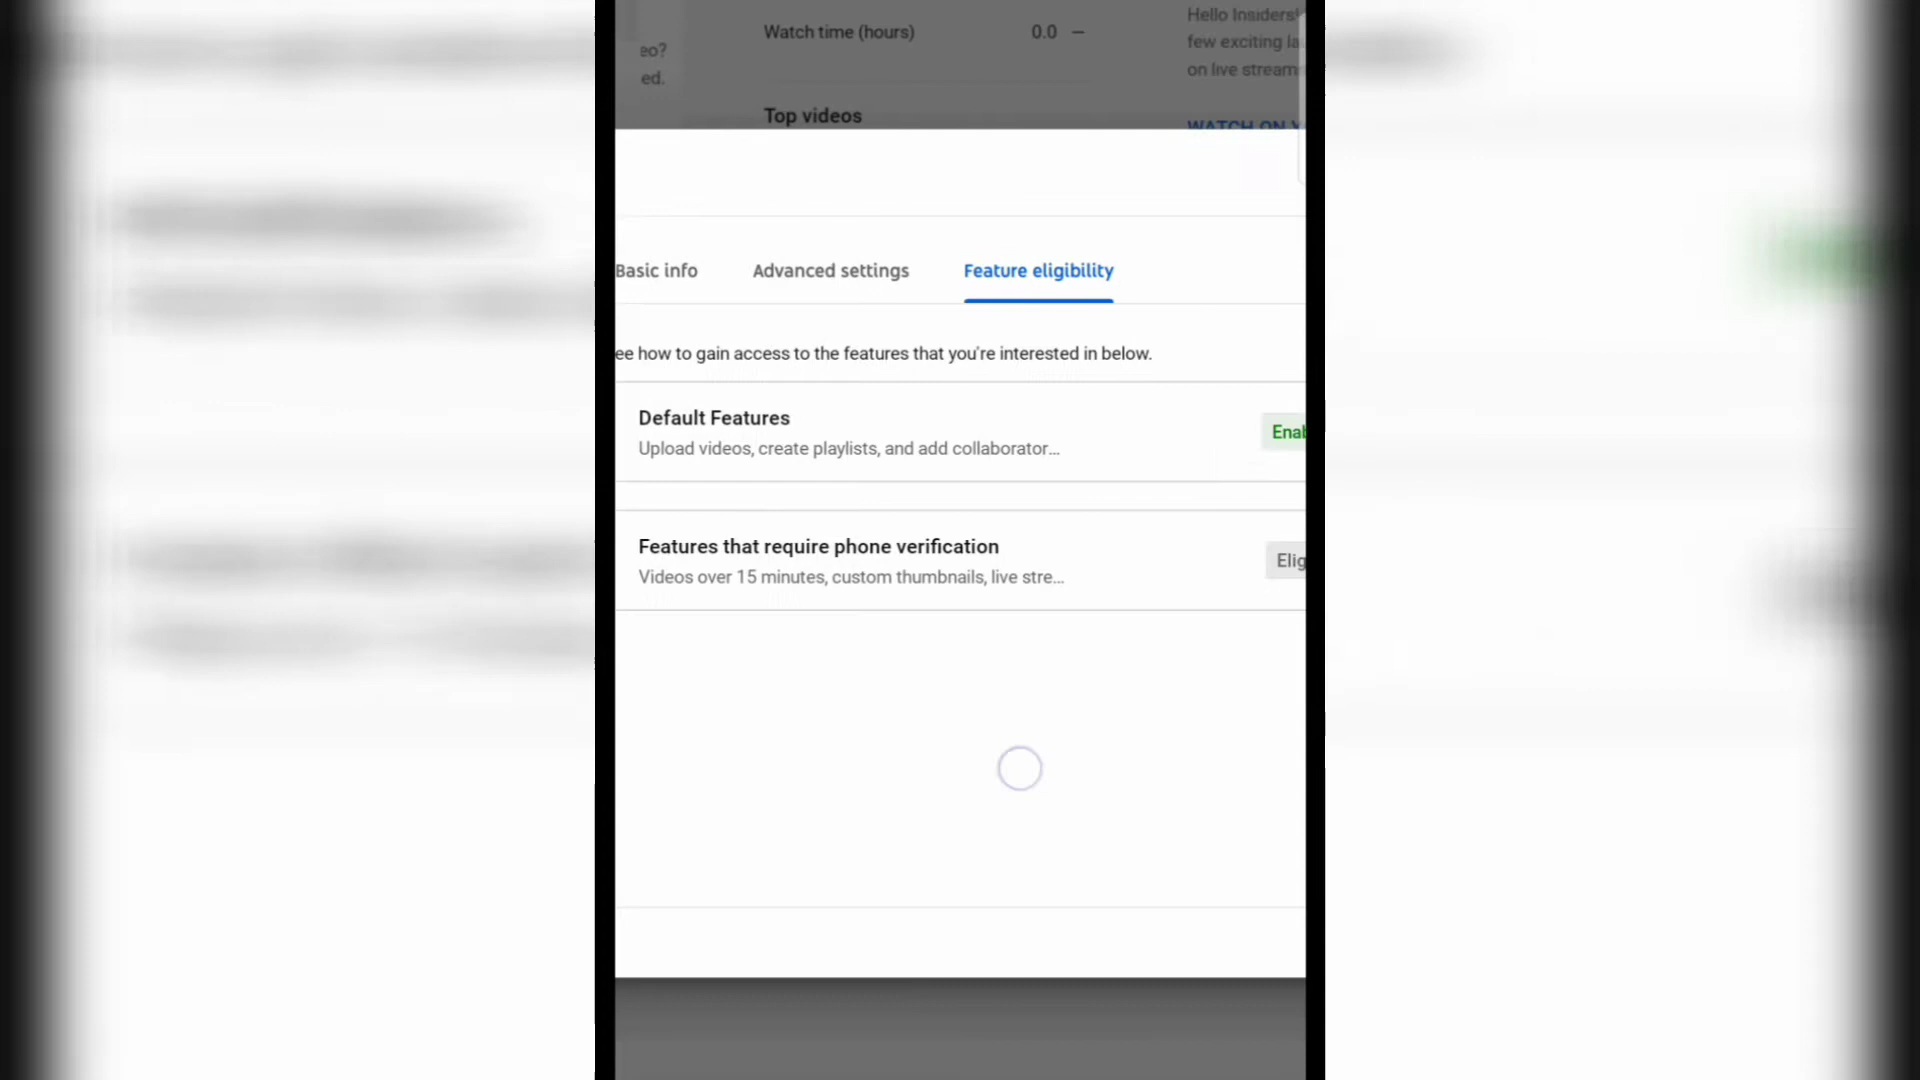 Watch time (hours) 0.0 –
Hello Insiders!
few exciting la
on live stream
eo?
ed.
Top videos
WATCH ON Y
Basic info Advanced settings Feature eligibility
ee how to gain access to the features that you're interested in below.
Default Features
Upload videos, create playlists, and add collaborator...
Enab
Features that require phone verification
Videos over 15 minutes, custom thumbnails, live stre...
Elig